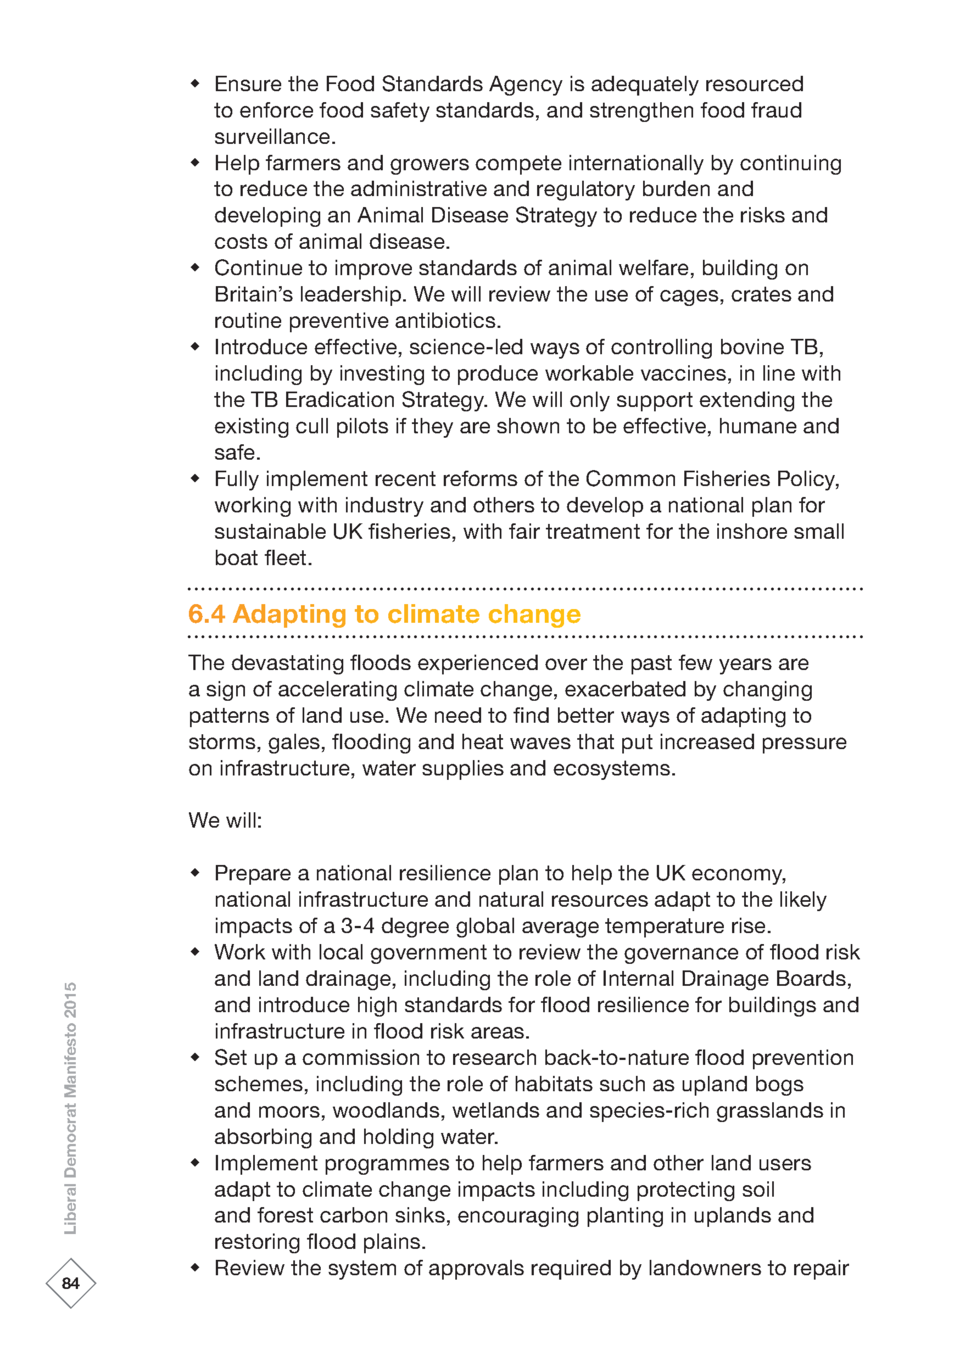 ◆ Ensure the Food Standards Agency is adequately resourced
to enforce food safety standards, and strengthen food fraud
surveillance.
◆ Help farmers and growers compete internationally by continuing
to reduce the administrative and regulatory burden and
developing an Animal Disease Strategy to reduce the risks and
costs of animal disease.
◆ Continue to improve standards of animal welfare, building on
Britain’s leadership. We will review the use of cages, crates and
routine preventive antibiotics.
◆ Introduce effective, science-led ways of controlling bovine TB,
including by investing to produce workable vaccines, in line with
the TB Eradication Strategy. We will only support extending the
existing cull pilots if they are shown to be effective, humane and
safe.
◆ Fully implement recent reforms of the Common Fisheries Policy,
working with industry and others to develop a national plan for
sustainable UK fisheries, with fair treatment for the inshore small
boat fleet.
6.4 Adapting to climate change
The devastating floods experienced over the past few years are
a sign of accelerating climate change, exacerbated by changing
patterns of land use. We need to find better ways of adapting to
storms, gales, flooding and heat waves that put increased pressure
on infrastructure, water supplies and ecosystems.
We will:
◆ Prepare a national resilience plan to help the UK economy,
national infrastructure and natural resources adapt to the likely
impacts of a 3-4 degree global average temperature rise.
◆ Work with local government to review the governance of flood risk
and land drainage, including the role of Internal Drainage Boards,
and introduce high standards for flood resilience for buildings and
infrastructure in flood risk areas.
◆ Set up a commission to research back-to-nature flood prevention
schemes, including the role of habitats such as upland bogs
and moors, woodlands, wetlands and species-rich grasslands in
absorbing and holding water.
◆ Implement programmes to help farmers and other land users
adapt to climate change impacts including protecting soil
and forest carbon sinks, encouraging planting in uplands and
restoring flood plains.
◆ Review the system of approvals required by landowners to repair
Liberal Democrat Manifesto 2015
84